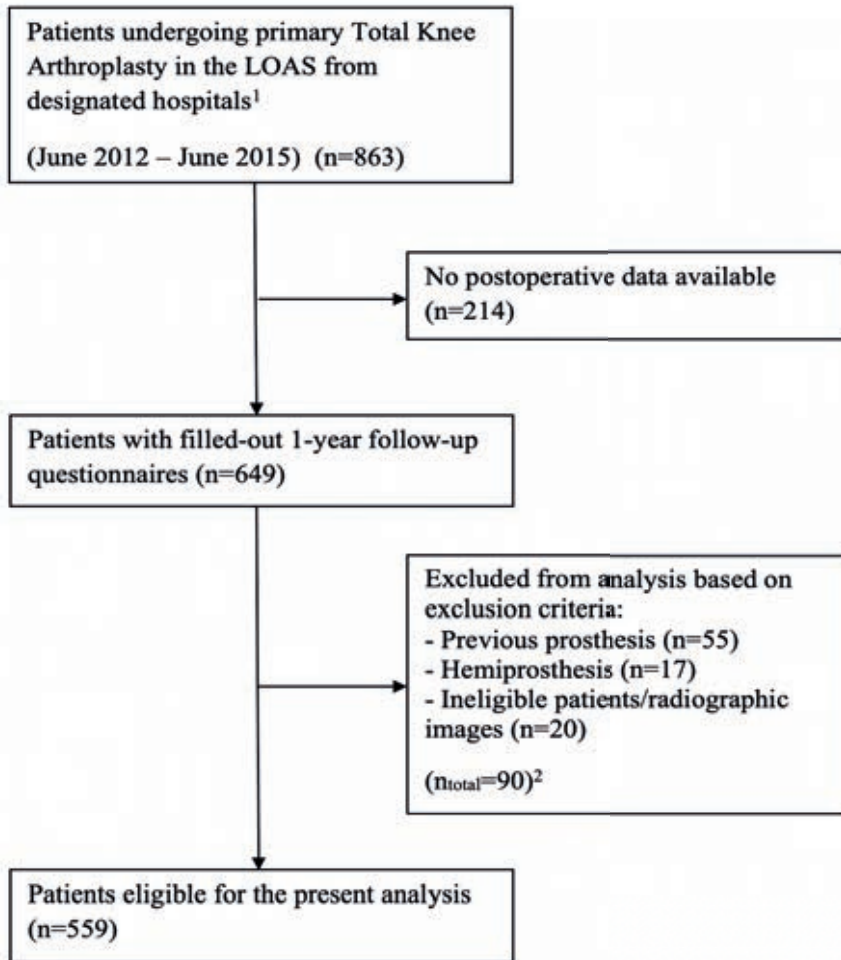 Patients undergoing primary Total Knee
Arthroplasty in the LOAS from
designated hospitals¹
(June 2012 – June 2015) (n=863)
No postoperative data available
(n=214)
Patients with filled-out 1-year follow-up
questionnaires (n=649)
Excluded from analysis based on
exclusion criteria:
- Previous prosthesis (n=55)
- Hemiprosthesis (n=17)
- Ineligible patients/radiographic
images (n=20)
(ntotal=90)²
Patients eligible for the present analysis
(n=559)